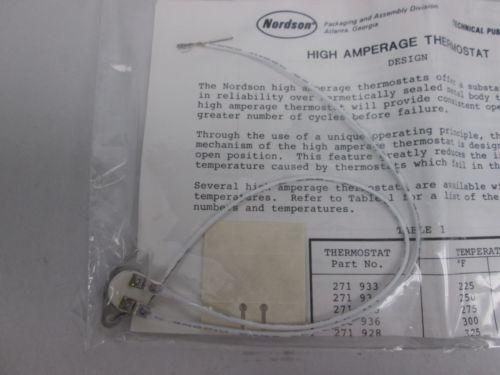 Nordson®
Packaging and Assembly Division
Atlanta, Georgia
TECHNICAL PUB
HIGH AMPERAGE THERMOSTAT
DESIGN
The Nordson high amperage thermostats offer a substa
in reliability over hermetically sealed metal body t
high amperage thermostat will provide consistent ope
greater number of cycles before failure.
Through the use of a unique operating principle, th
mechanism of the high amperage thermostat is desig
open position. This feature greatly reduces the
temperature caused by thermostats which fail in th
Several high amperage thermostats are available wi
temperatures. Refer to Table 1 for a list of the
numbers and temperatures.
TABLE 1
THERMOSTAT TEMPERAT
Part No. °F
271 933 225
271 250
275
936 300
271 928 325